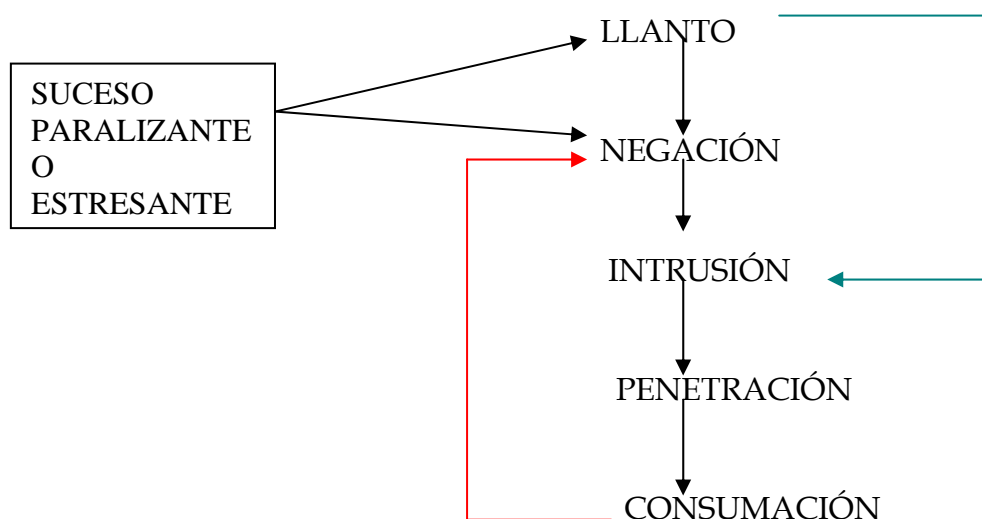 LLANTO
SUCESO
PARALIZANTE
O
ESTRESANTE
NEGACIÓN
INTRUSIÓN
PENETRACIÓN
CONSUMACIÓN